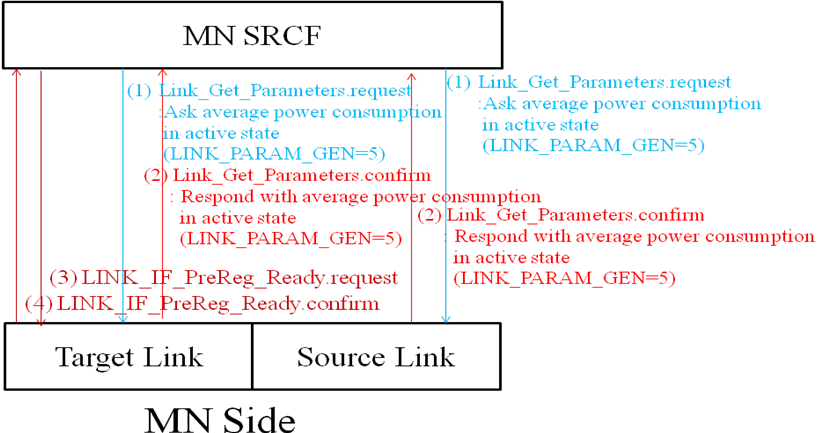 MN SRCF
(1) Link_Get_Parameters.request
:Ask average power consumption
in active state
(LINK_PARAM_GEN=5)
(2) Link_Get_Parameters.confirm
: Respond with average power consumption
in active state
(LINK_PARAM_GEN=5)
(1) Link_Get_Parameters.request
:Ask average power consumption
in active state
(LINK_PARAM_GEN=5)
(2) Link_Get_Parameters.confirm
: Respond with average power consumption
in active state
(LINK_PARAM_GEN=5)
(3) LINK_IF_PreReg_Ready.request
(4) LINK_IF_PreReg_Ready.confirm
Target Link
Source Link
MN Side